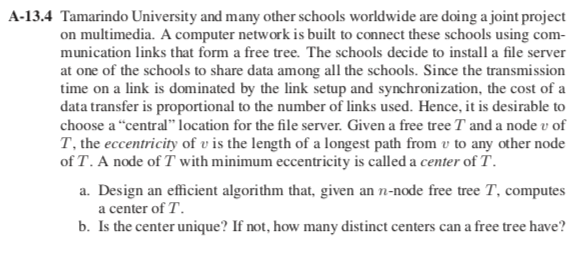 A-13.4 Tamarindo University and many other schools worldwide are doing a joint project
on multimedia. A computer network is built to connect these schools using com-
munication links that form a free tree. The schools decide to install a file server
at one of the schools to share data among all the schools. Since the transmission
time on a link is dominated by the link setup and synchronization, the cost of a
data transfer is proportional to the number of links used. Hence, it is desirable to
choose a “central” location for the file server. Given a free tree T and a node v of
T, the eccentricity of v is the length of a longest path from v to any other node
of T. A node of T with minimum eccentricity is called a center of T.
a. Design an efficient algorithm that, given an n-node free tree T, computes
a center of T.
b. Is the center unique? If not, how many distinct centers can a free tree have?